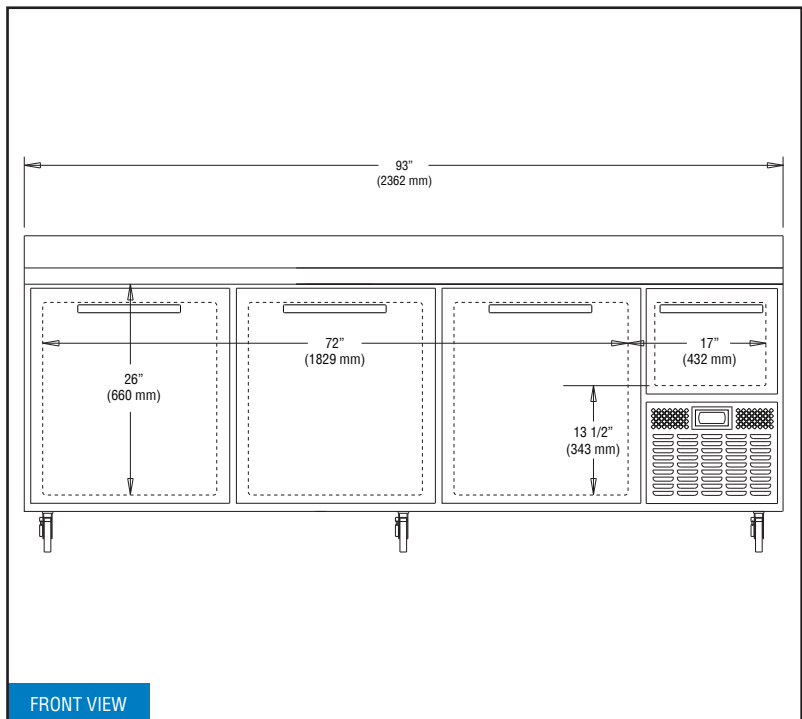 93”
(2362 mm)
72”
(1829 mm)
17”
(432 mm)
26”
(660 mm)
13 1/2”
(343 mm)
FRONT VIEW